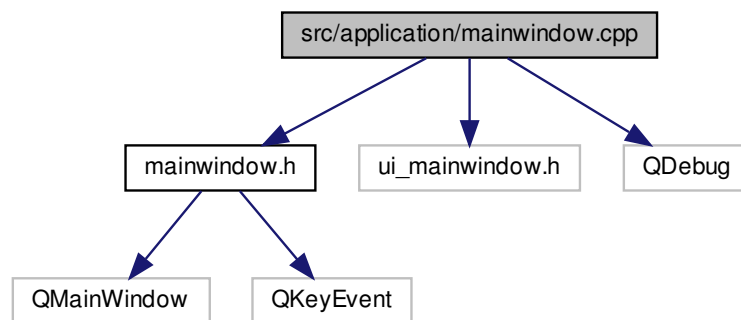 src/application/mainwindow.cpp
mainwindow.h
ui_mainwindow.h
QDebug
QMainWindow
QKeyEvent